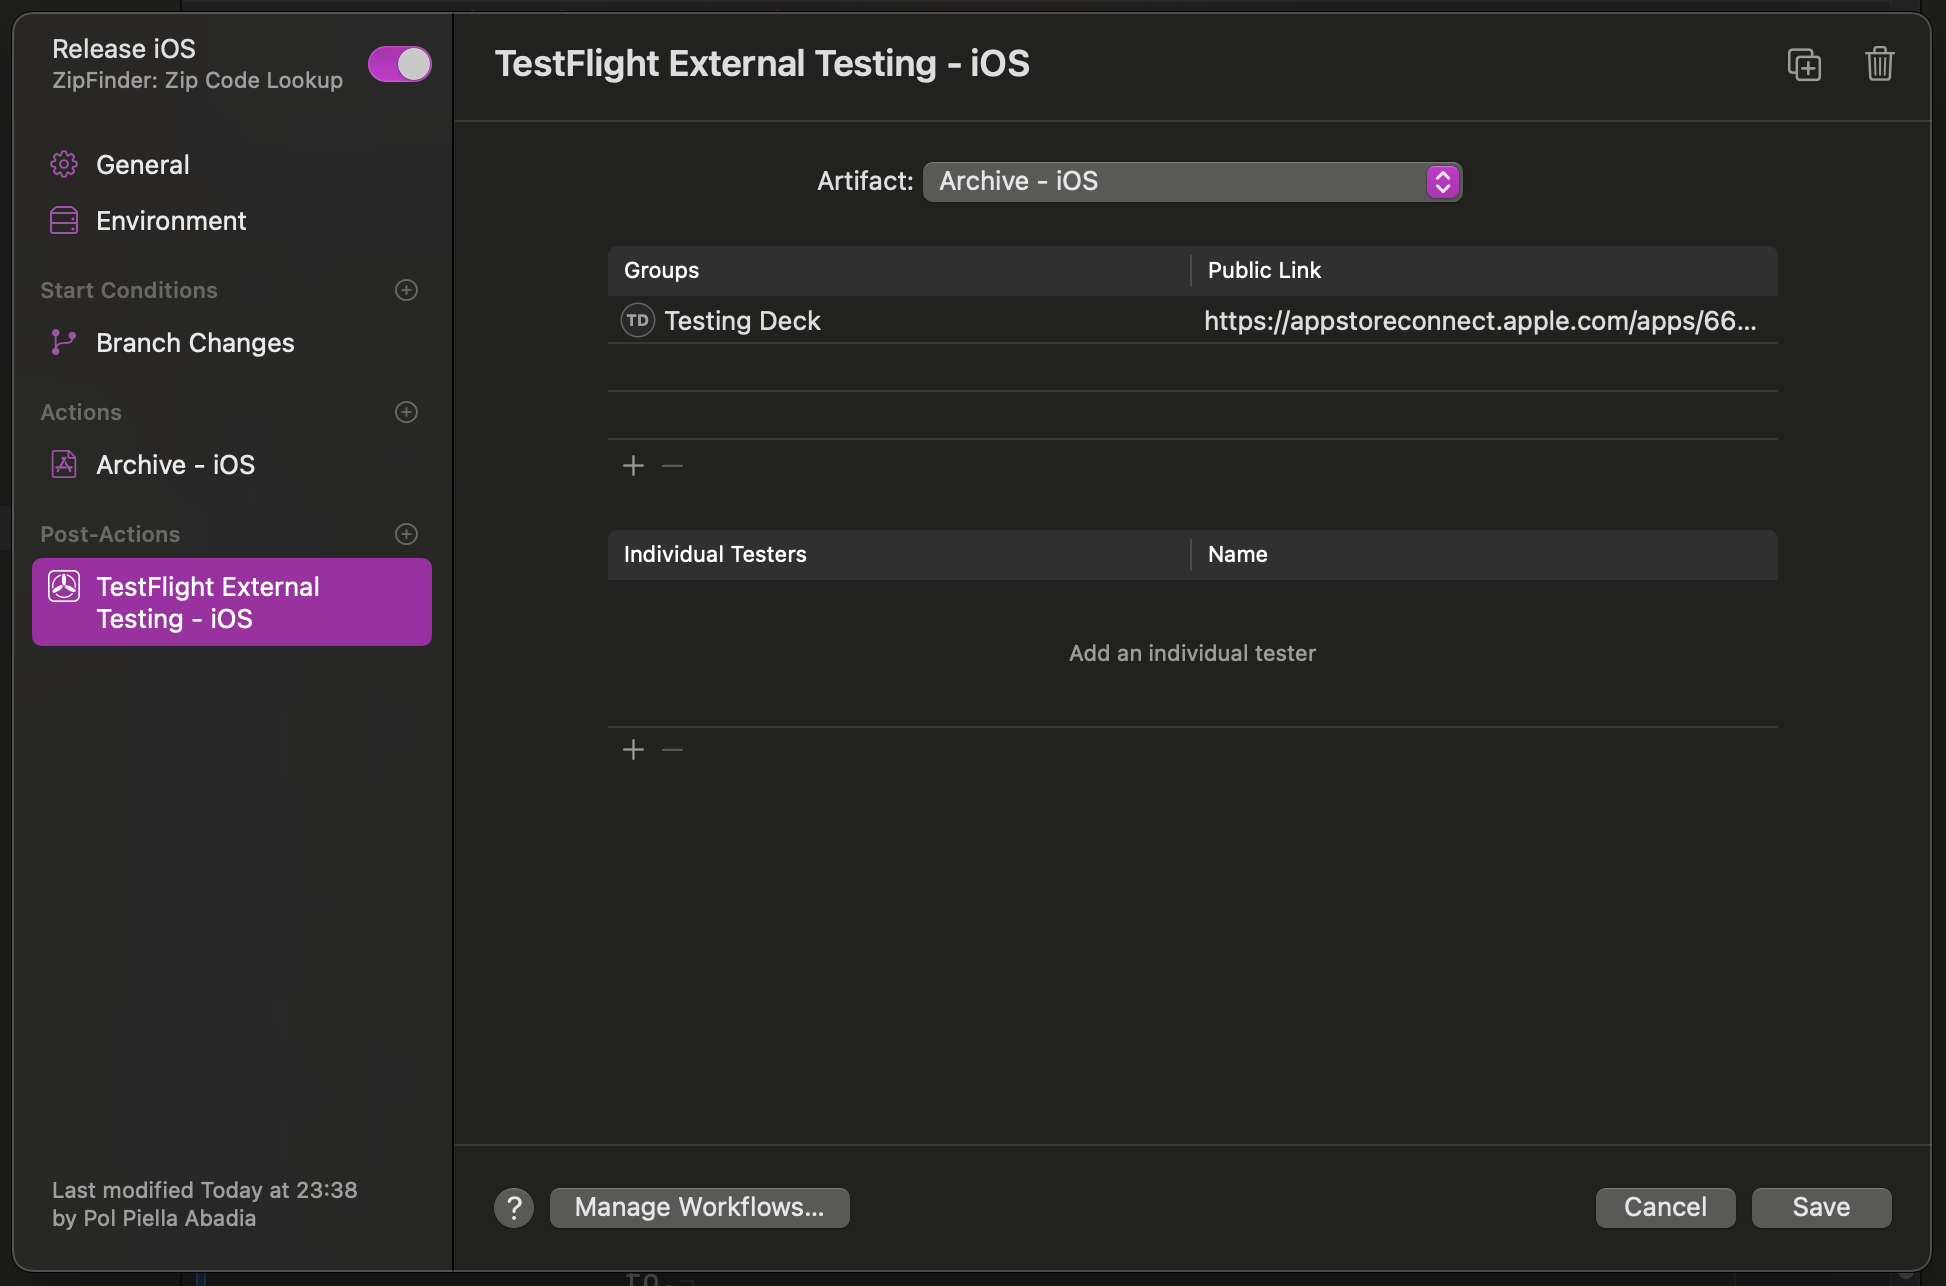 Release iOS
ZipFinder: Zip Code Lookup
General
Environment
Start Conditions
Branch Changes
Actions
Archive - iOS
Post-Actions
TestFlight External
Testing - iOS
Last modified Today at 23:38
by Pol Piella Abadia
TestFlight External Testing - iOS
Artifact: Archive - iOS
Groups Public Link
TD Testing Deck https://appstoreconnect.apple.com/apps/66...
Individual Testers Name
Add an individual tester
? Manage Workflows... Cancel Save